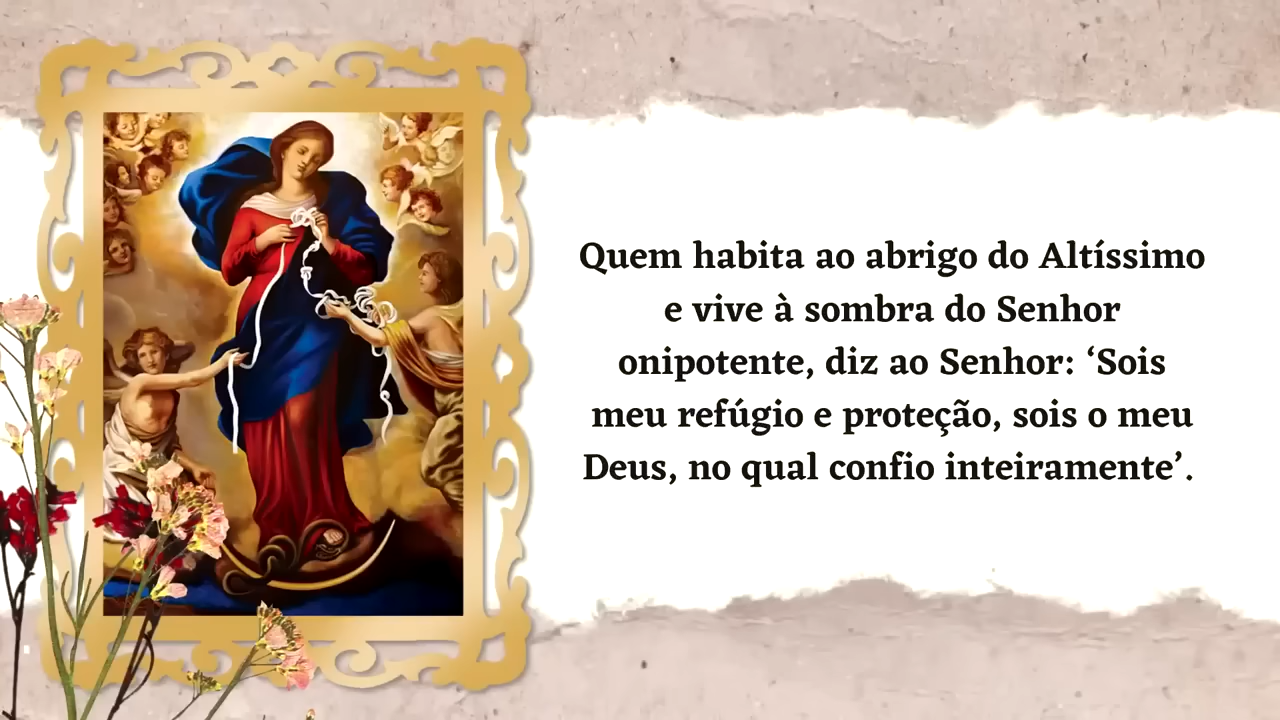 Quem habita ao abrigo do Altíssimo
e vive à sombra do Senhor
onipotente, diz ao Senhor: ‘Sois
meu refúgio e proteção, sois o meu
Deus, no qual confio inteiramente’.